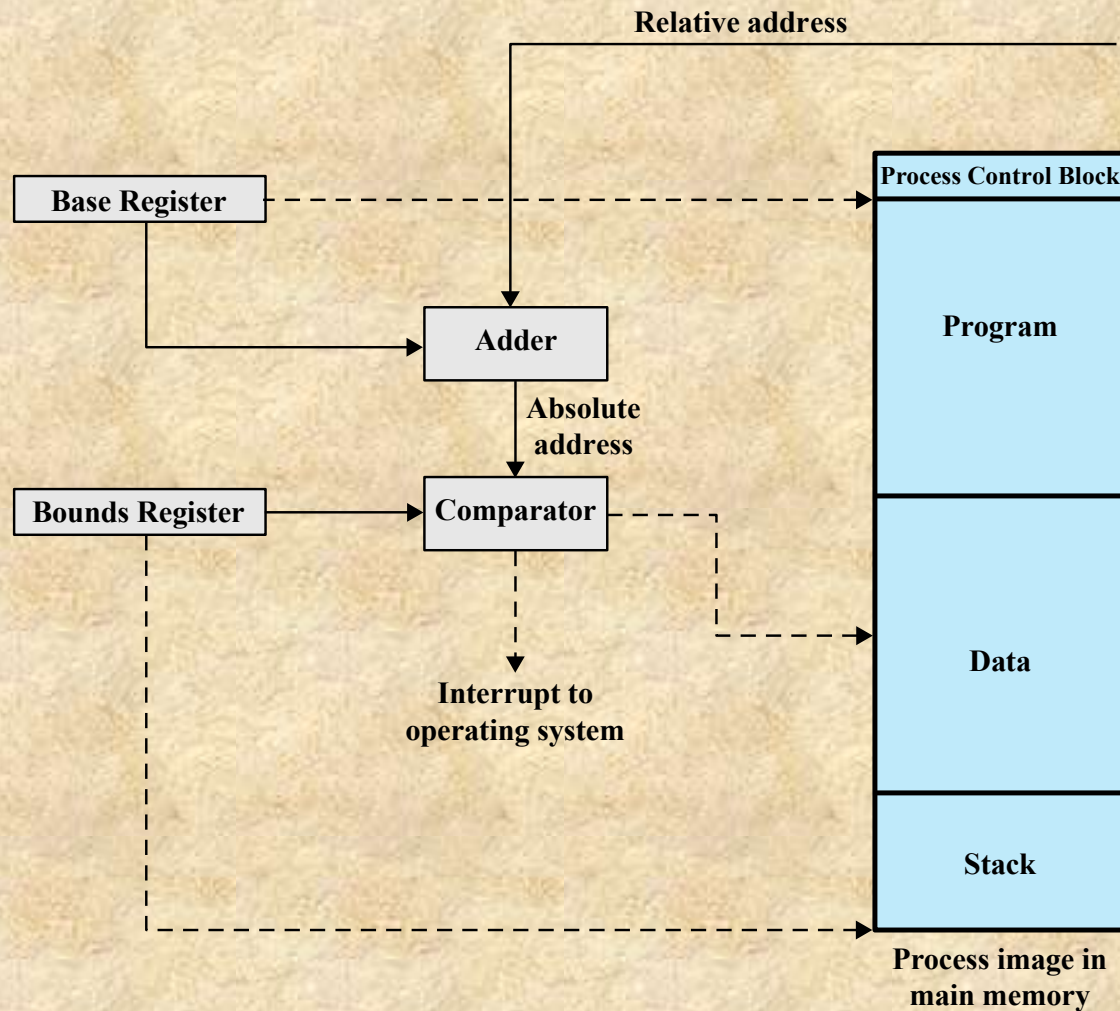 Relative address
Process Control Block
Base Register
Program
Adder
Absolute
address
Bounds Register
Comparator
Data
Interrupt to
operating system
Stack
Process image in
main memory